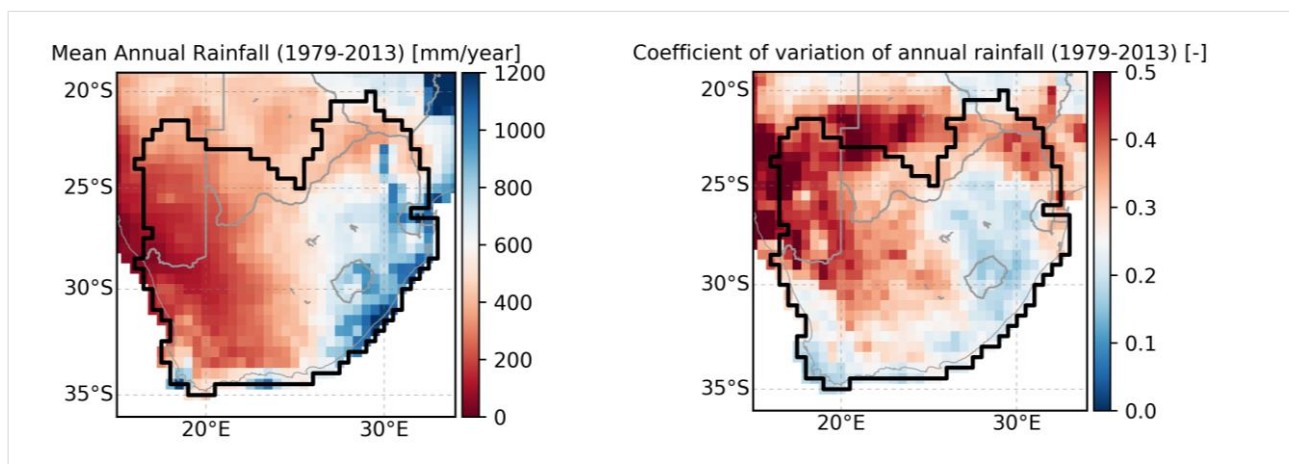 Mean Annual Rainfall (1979-2013) [mm/year]
20°S
25°S
30°S
35°S
20°E
30°E
1200
1000
800
600
400
200
0
Coefficient of variation of annual rainfall (1979-2013) [-]
20°S
25°S
30°S
35°S
20°E
30°E
0.5
0.4
0.3
0.2
0.1
0.0